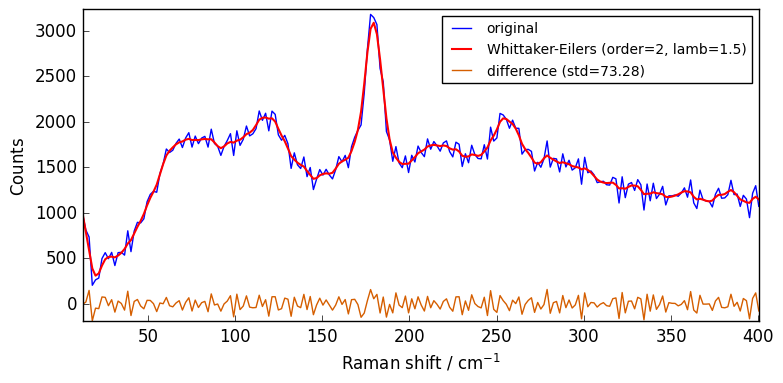 original
Whittaker-Eilers (order=2, lamb=1.5)
difference (std=73.28)
Counts
3000
2500
2000
1500
1000
500
0
50 100 150 200 250 300 350 400
Raman shift / cm⁻¹